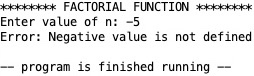 ******** FACTORIAL FUNCTION ********
Enter value of n: -5
Error: Negative value is not defined
-- program is finished running --